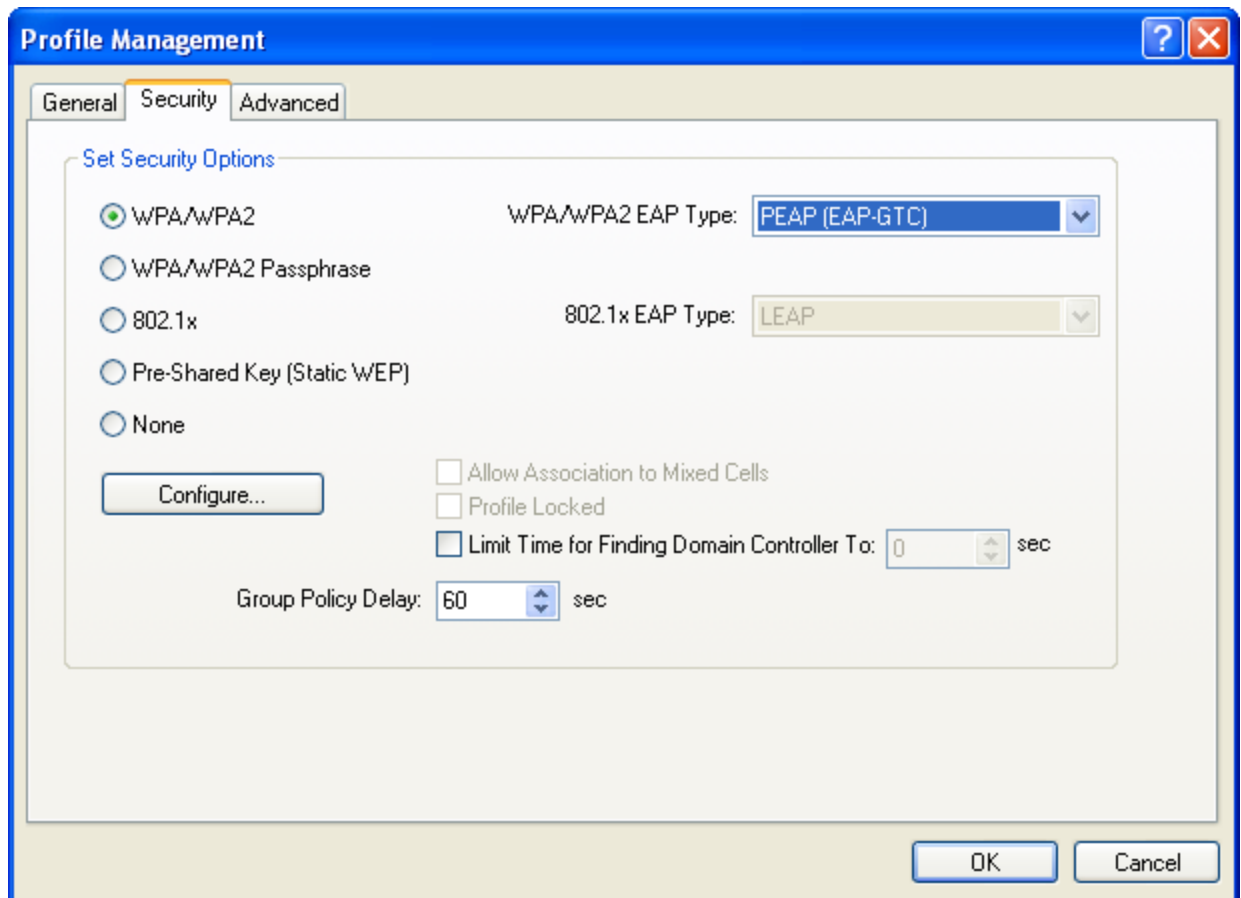 Profile Management
General Security Advanced
Set Security Options
WPA/WPA2 WPA/WPA2 EAP Type: PEAP (EAP-GTC)
WPA/WPA2 Passphrase
802.1x 802.1x EAP Type: LEAP
Pre-Shared Key (Static WEP)
None
Configure...
Allow Association to Mixed Cells
Profile Locked
Limit Time for Finding Domain Controller To: 0 sec
Group Policy Delay: 60 sec
OK Cancel